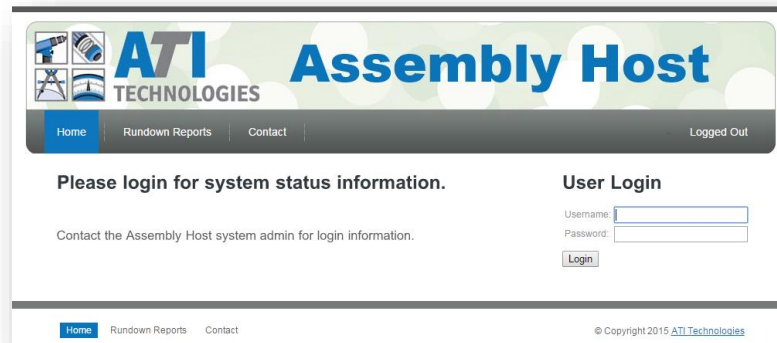 ATI
TECHNOLOGIES
Assembly Host
Home Rundown Reports Contact Logged Out
Please login for system status information.
User Login
Username:
Contact the Assembly Host system admin for login information.
Password:
Login
Home Rundown Reports Contact
© Copyright 2015 ATI Technologies